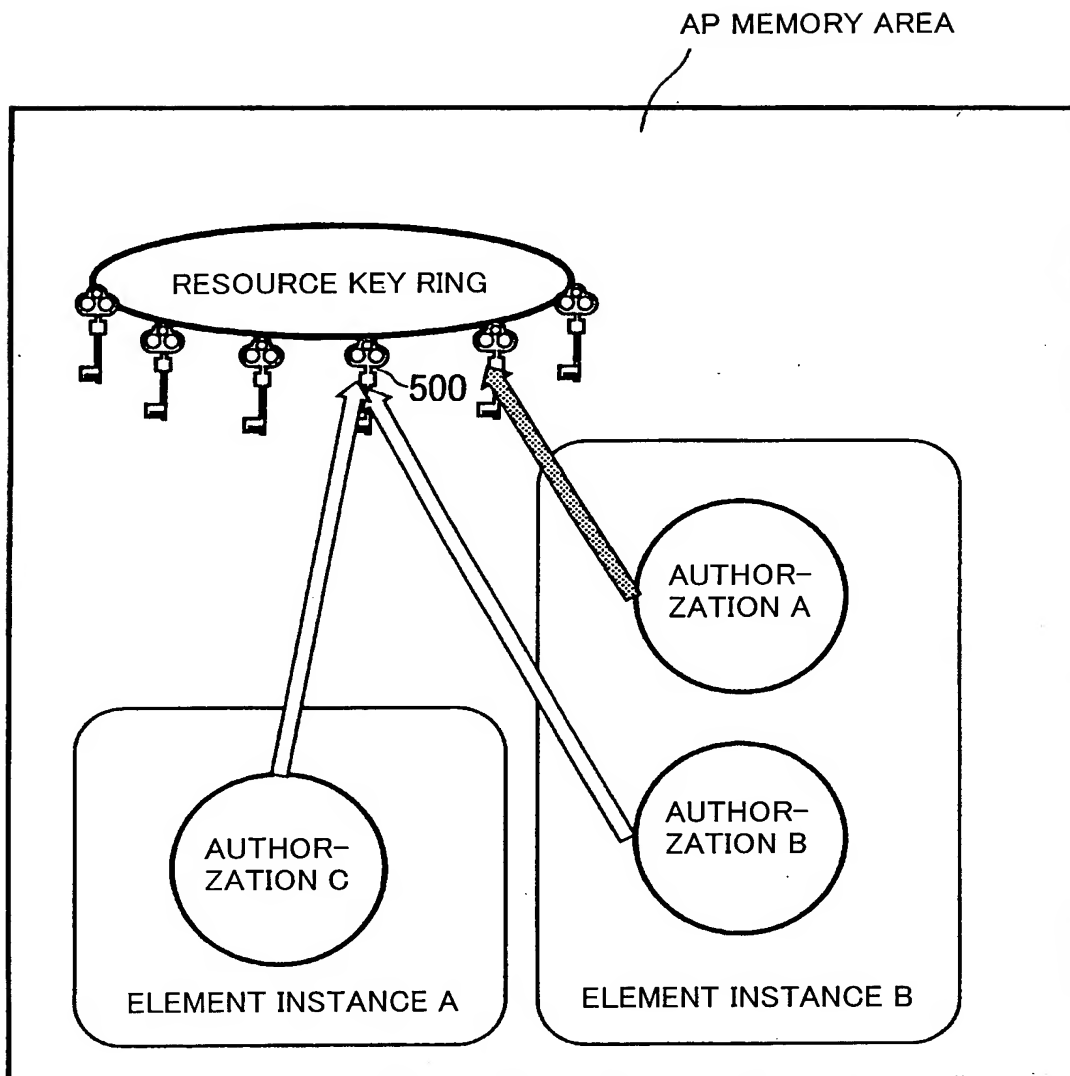 AP MEMORY AREA
RESOURCE KEY RING
500
AUTHOR-
ZATION A
AUTHOR-
ZATION B
AUTHOR-
ZATION C
ELEMENT INSTANCE A
ELEMENT INSTANCE B